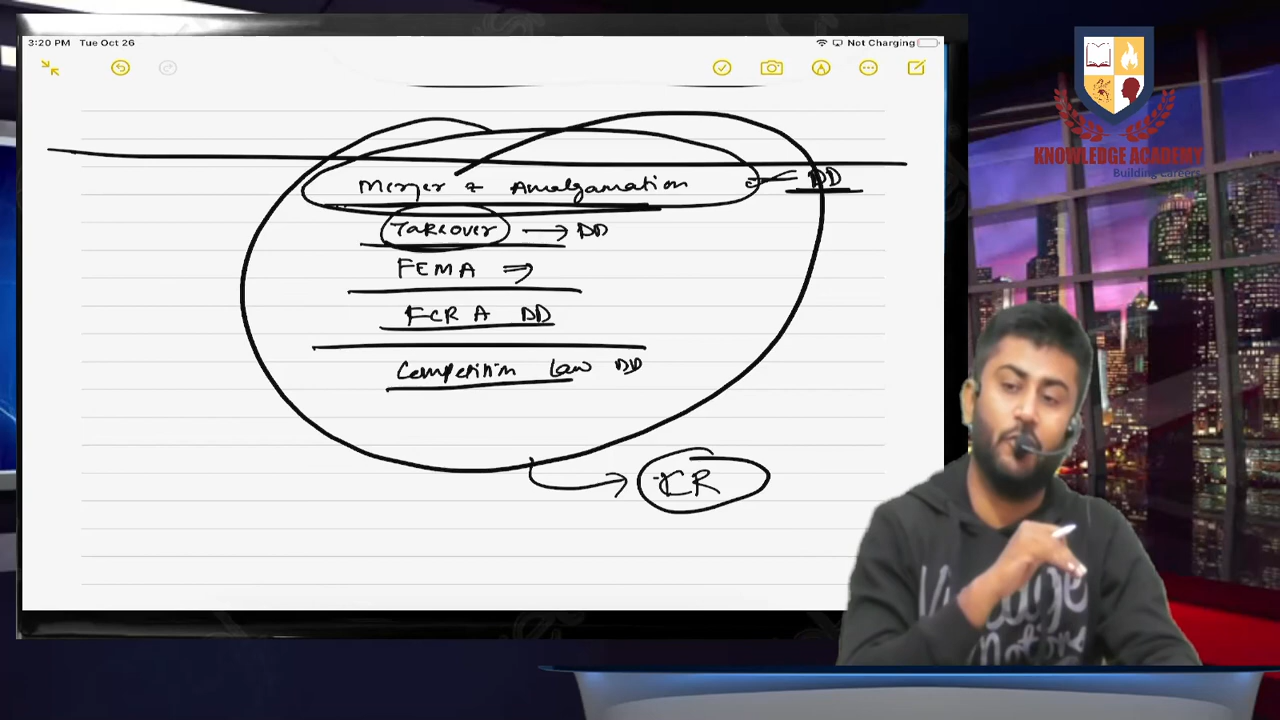 3:20 PM Tue Oct 26
Not Charging
KNOWLEDGE ACADEMY
Building Careers
Merger & Amalgamation DD
Takeover → DD
FEMA ⇒
FCRA DD
Competition Law DD
CR